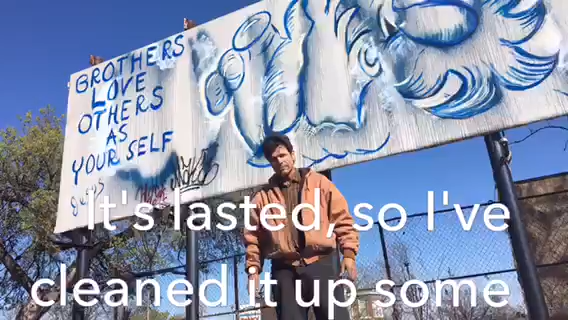 BROTHERS
LOVE
OTHERS
AS
YOUR SELF
It's lasted, so I've
cleaned it up some